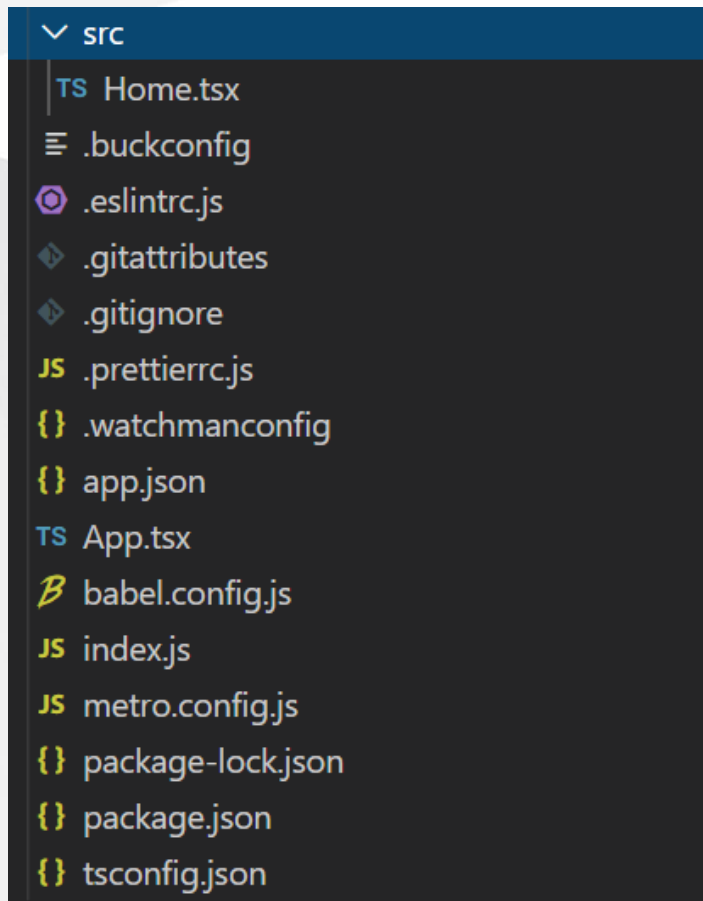 src
TS Home.tsx
.buckconfig
.eslintrc.js
.gitattributes
.gitignore
JS .prettierrc.js
{} .watchmanconfig
{} app.json
TS App.tsx
B babel.config.js
JS index.js
JS metro.config.js
{} package-lock.json
{} package.json
{} tsconfig.json